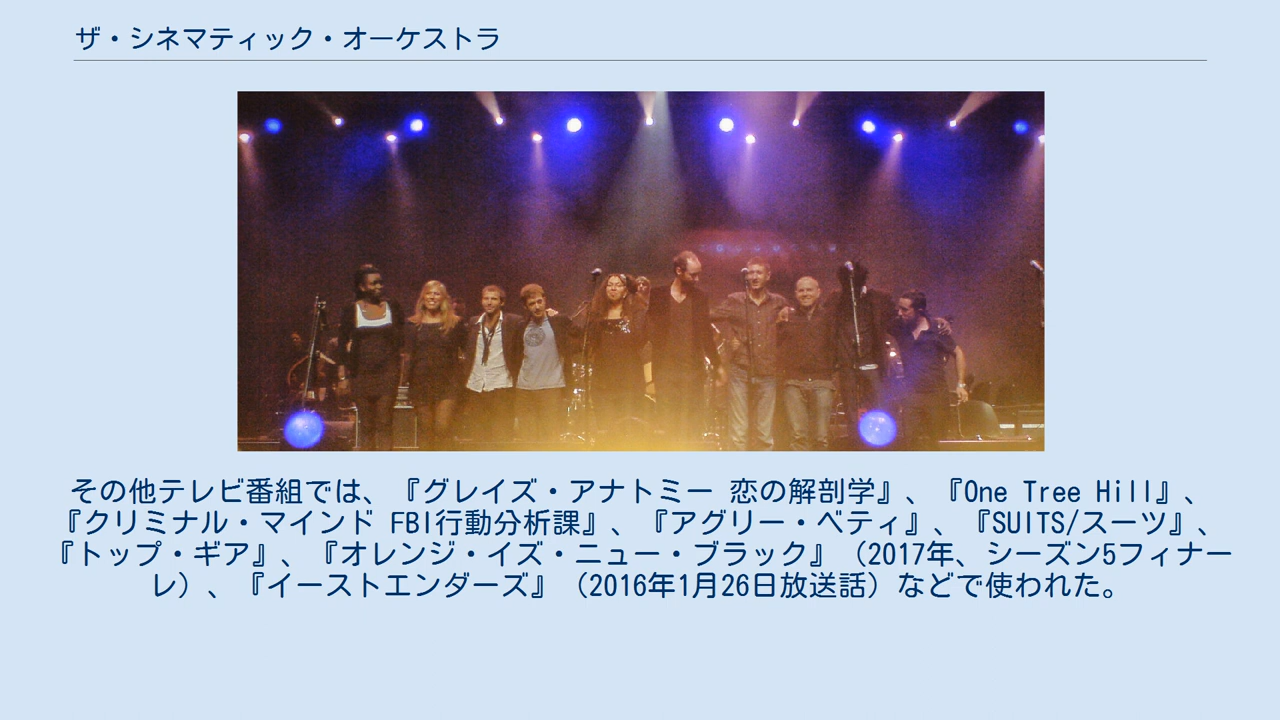 ザ・シネマティック・オーケストラ
その他テレビ番組では、『グレイズ・アナトミー 恋の解剖学』、『One Tree Hill』、
『クリミナル・マインド FBI行動分析課』、『アグリー・ベティ』、『SUITS/スーツ』、
『トップ・ギア』、『オレンジ・イズ・ニュー・ブラック』（2017年、シーズン5フィナー
レ）、『イーストエンダーズ』（2016年1月26日放送話）などで使われた。